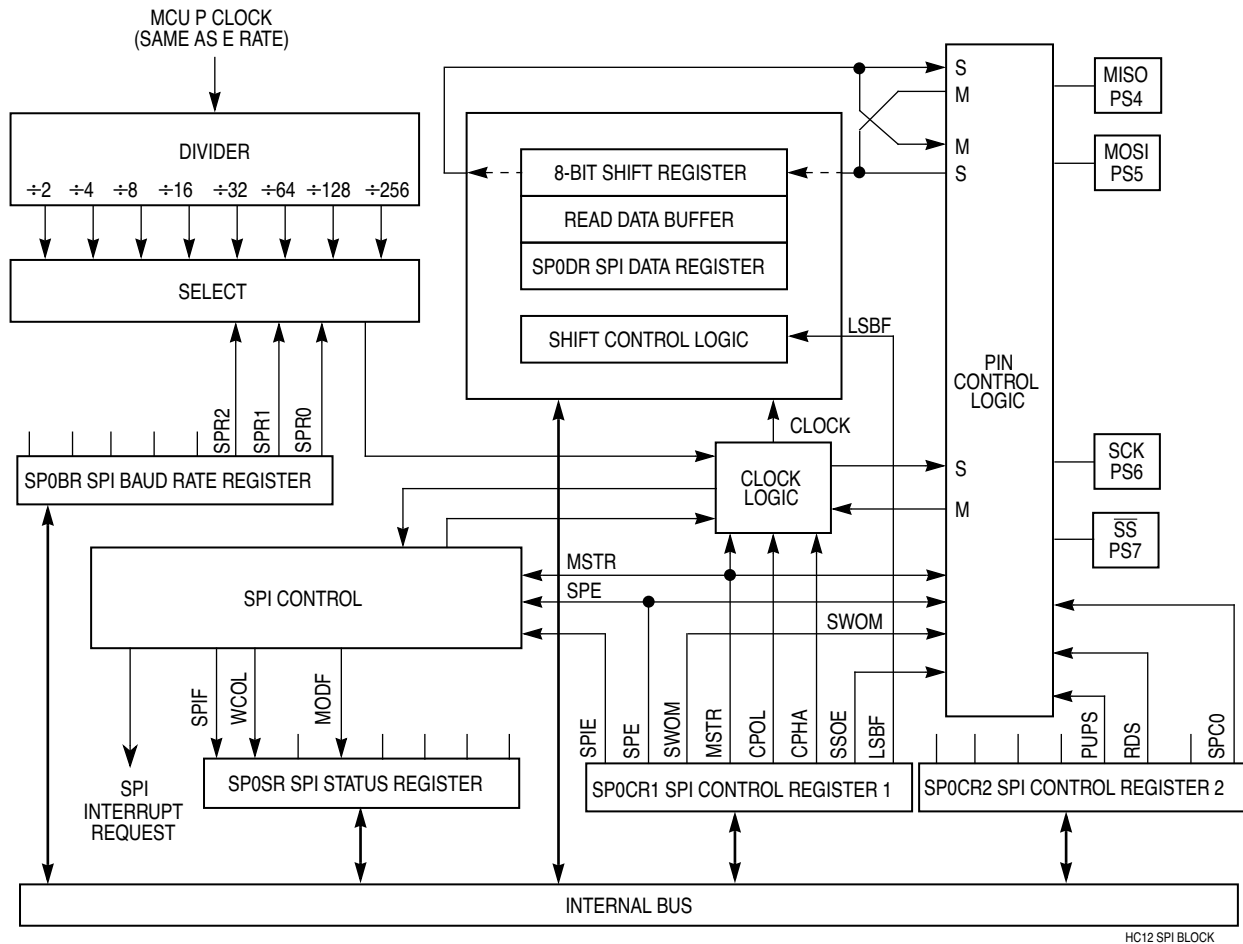 MCU P CLOCK
(SAME AS E RATE)
DIVIDER
÷2 ÷4 ÷8 ÷16 ÷32 ÷64 ÷128 ÷256
SELECT
SPR2
SPR1
SPR0
SP0BR SPI BAUD RATE REGISTER
8-BIT SHIFT REGISTER
READ DATA BUFFER
SP0DR SPI DATA REGISTER
SHIFT CONTROL LOGIC
LSBF
CLOCK
CLOCK
LOGIC
S
M
M
S
S
M
PIN
CONTROL
LOGIC
MISO
PS4
MOSI
PS5
SCK
PS6
SS
PS7
SPI CONTROL
MSTR
SPE
SWOM
SPIF
WCOL
MODF
SP0SR SPI STATUS REGISTER
SPI
INTERRUPT
REQUEST
SPIE
SPE
SWOM
MSTR
CPOL
CPHA
SSOE
LSBF
SP0CR1 SPI CONTROL REGISTER 1
PUPS
RDS
SPC0
SP0CR2 SPI CONTROL REGISTER 2
INTERNAL BUS
HC12 SPI BLOCK